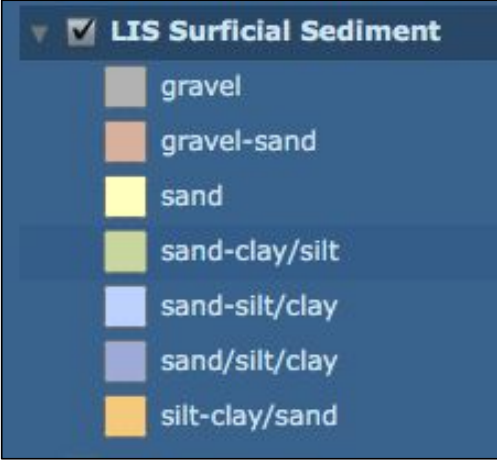 LIS Surficial Sediment
gravel
gravel-sand
sand
sand-clay/silt
sand-silt/clay
sand/silt/clay
silt-clay/sand